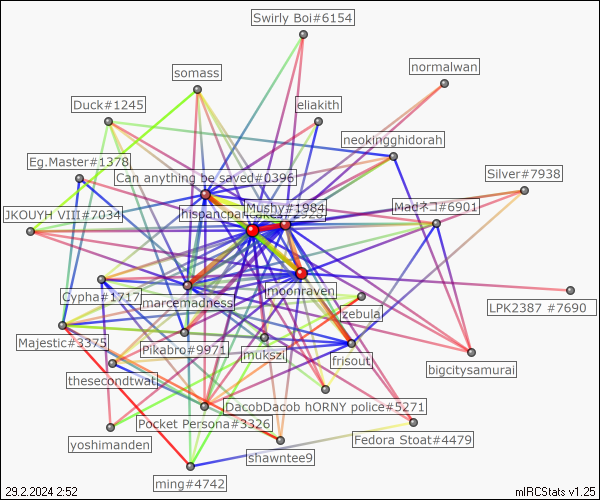 Swirly Boi#6154
normalwan
somass
Duck#1245
eliakith
neokingghidorah
Eg.Master#1378
Can anything be saved#0396
Silver#7938
Mushy#1984
Madネコ#6901
JKOUYH VIII#7034
Cypha#1717
marcemadness
moonraven
zebula
LPK2387 #7690
Majestic#3375
Pikabro#9971
mukszi
frisout
bigcitysamurai
thesecondtwat
DacobDacob hORNY police#5271
Pocket Persona#3326
Fedora Stoat#4479
yoshimanden
shawntee9
ming#4742
29.2.2024 2:52
mIRCStats v1.25